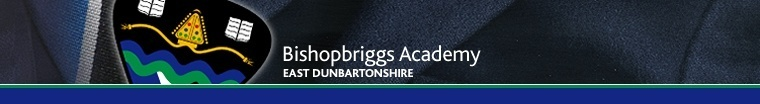 Bishopbriggs Academy
EAST DUNBARTONSHIRE